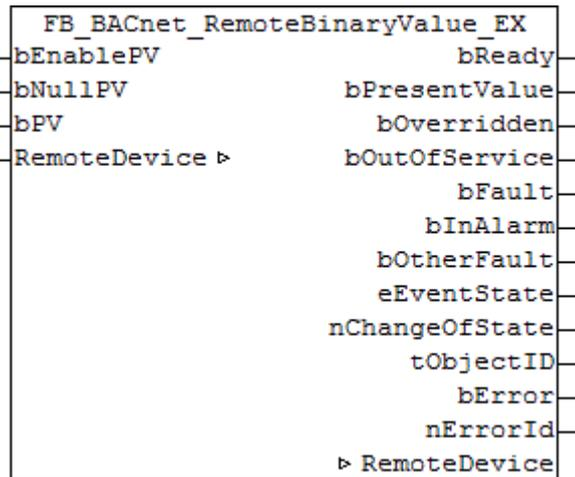 FB_BACnet_RemoteBinaryValue_EX
bEnablePV bReady
bNullPV bPresentValue
bPV bOverridden
RemoteDevice ▷ bOutOfService
bFault
bInAlarm
bOtherFault
eEventState
nChangeOfState
tObjectID
bError
nErrorId
▷ RemoteDevice